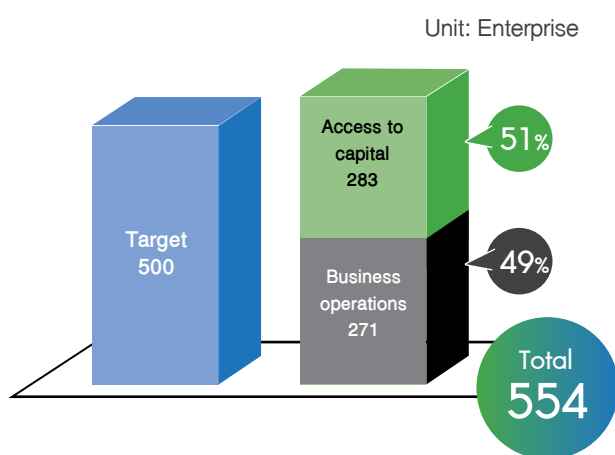 Unit: Enterprise
Target
500
Access to
capital
283
51%
Business
operations
271
49%
Total
554